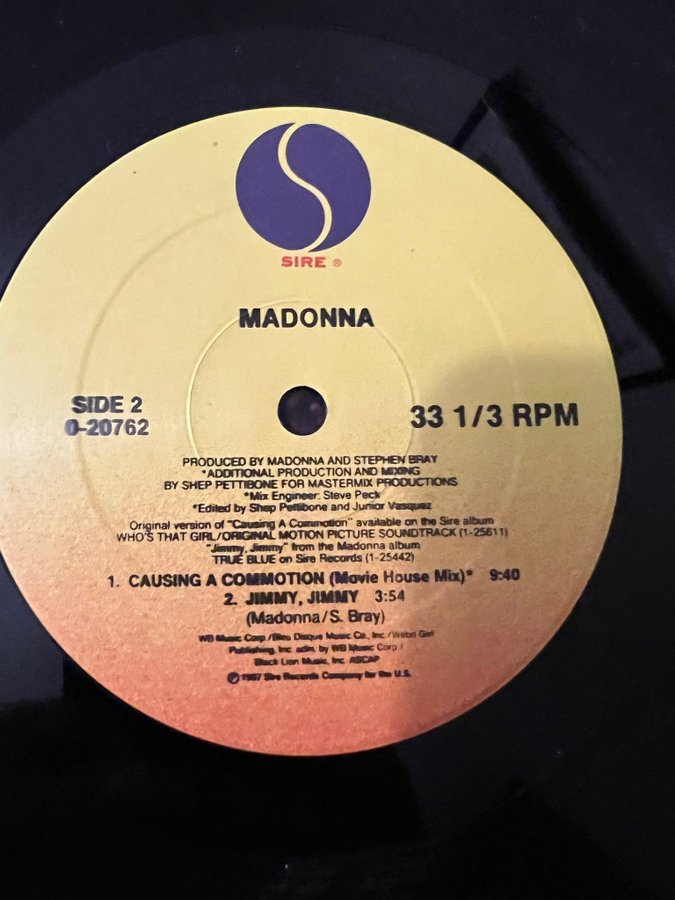 SIRE ®
MADONNA
SIDE 2
0-20762
33 1/3 RPM
PRODUCED BY MADONNA AND STEPHEN BRAY
*ADDITIONAL PRODUCTION AND MIXING
BY SHEP PETTIBONE FOR MASTERMIX PRODUCTIONS
*Mix Engineer: Steve Peck
*Edited by Shep Pettibone and Junior Vasquez
Original version of "Causing A Commotion" available on the Sire album
WHO'S THAT GIRL/ORIGINAL MOTION PICTURE SOUNDTRACK (1-25611)
"Jimmy, Jimmy" from the Madonna album
TRUE BLUE on Sire Records (1-25442)
1. CAUSING A COMMOTION (Movie House Mix)* 9:40
2. JIMMY, JIMMY 3:54
(Madonna/S. Bray)
WB Music Corp./Bleu Disque Music Co., Inc./Webo Girl
Publishing, Inc. adm. by WB Music Corp./
Black Lion Music, Inc. ASCAP
℗1987 Sire Records Company for the U.S.